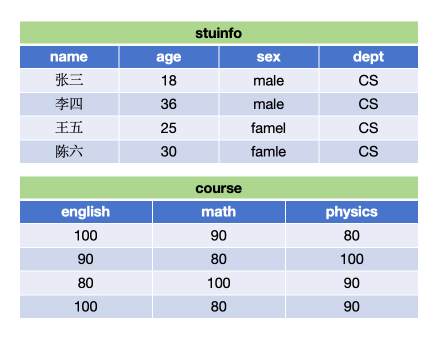 stuinfo
name age sex dept
张三 18 male CS
李四 36 male CS
王五 25 famel CS
陈六 30 famle CS
course
english math physics
100 90 80
90 80 100
80 100 90
100 80 90